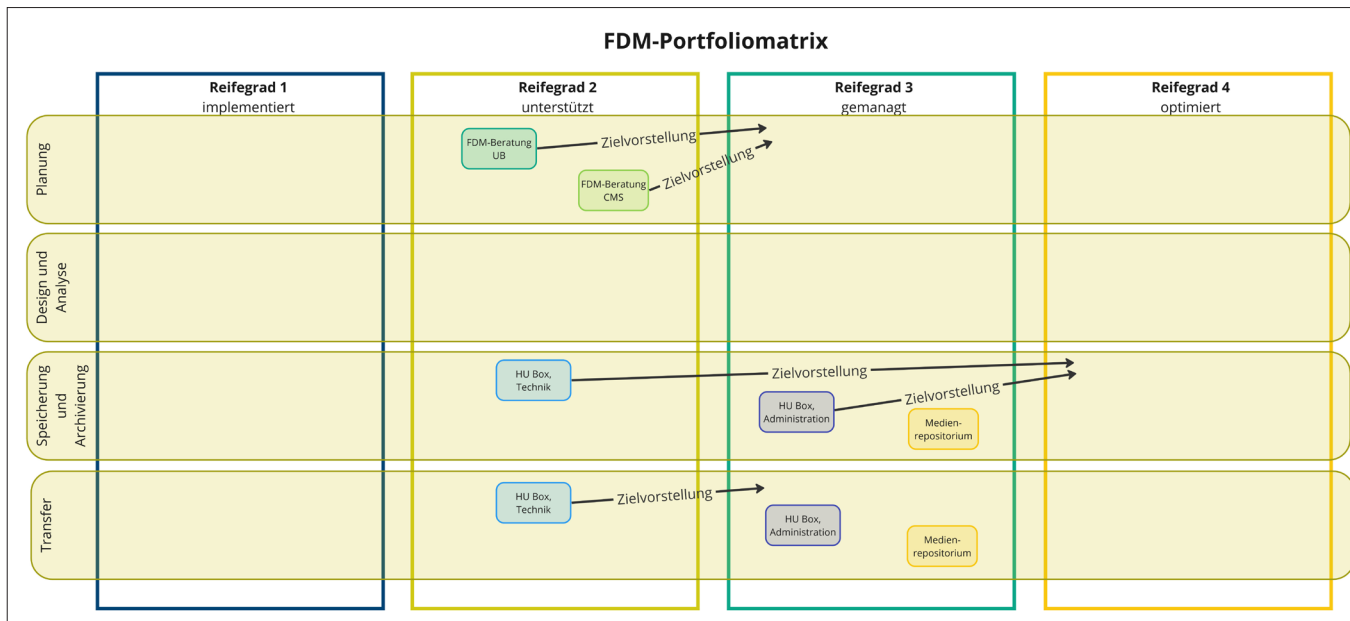 FDM-Portfoliomatrix
Reifegrad 1
implementiert
Reifegrad 2
unterstützt
Reifegrad 3
gemanagt
Reifegrad 4
optimiert
Planung
FDM-Beratung
UB
Zielvorstellung
FDM-Beratung
CMS
Zielvorstellung
Design und
Analyse
Speicherung
und
Archivierung
HU Box,
Technik
Zielvorstellung
HU Box,
Administration
Zielvorstellung
Medien-
repositorium
Transfer
HU Box,
Technik
Zielvorstellung
HU Box,
Administration
Medien-
repositorium